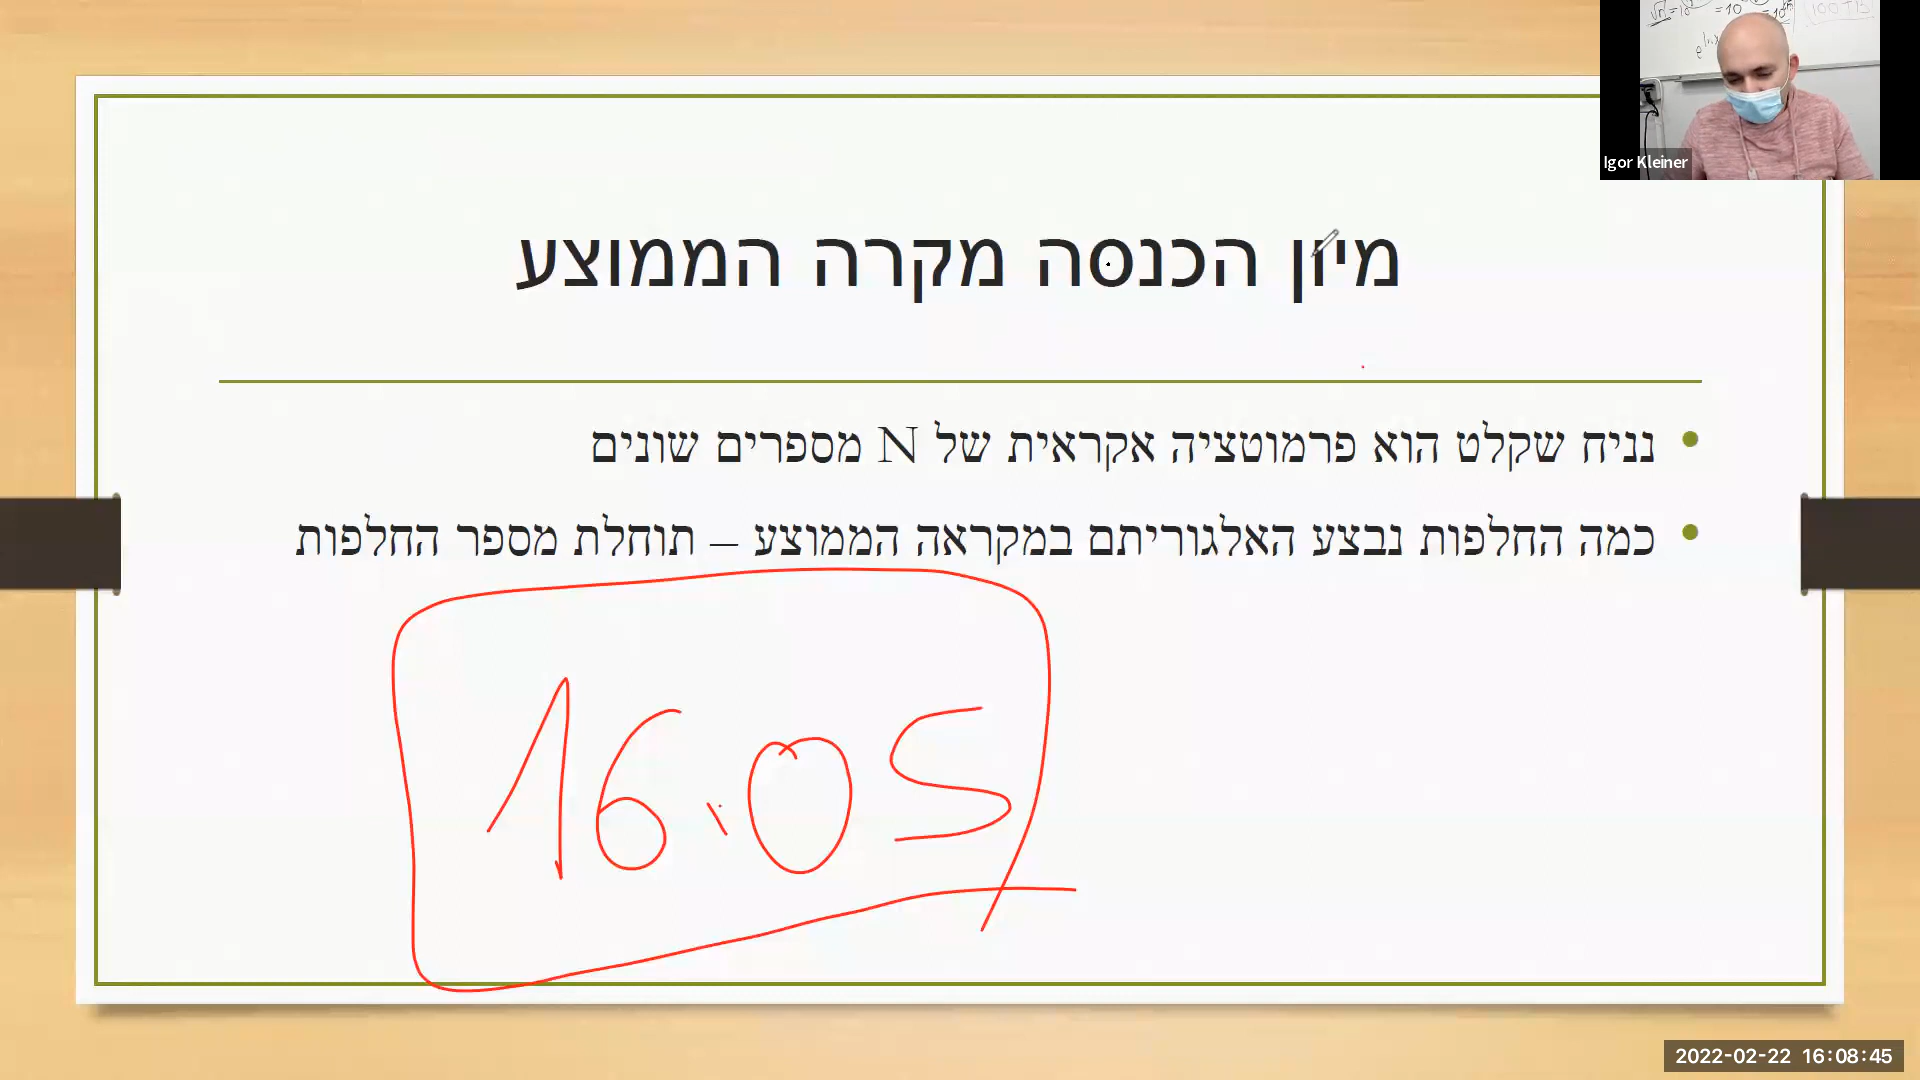 מיון הכנסה מקרה הממוצע
נניח שקלט הוא פרמוטציה אקראית של N מספרים שונים
כמה החלפות נבצע האלגוריתם במקראה הממוצע – תוחלת מספר החלפות
16.05
Igor Kleiner
2022-02-22 16:08:45